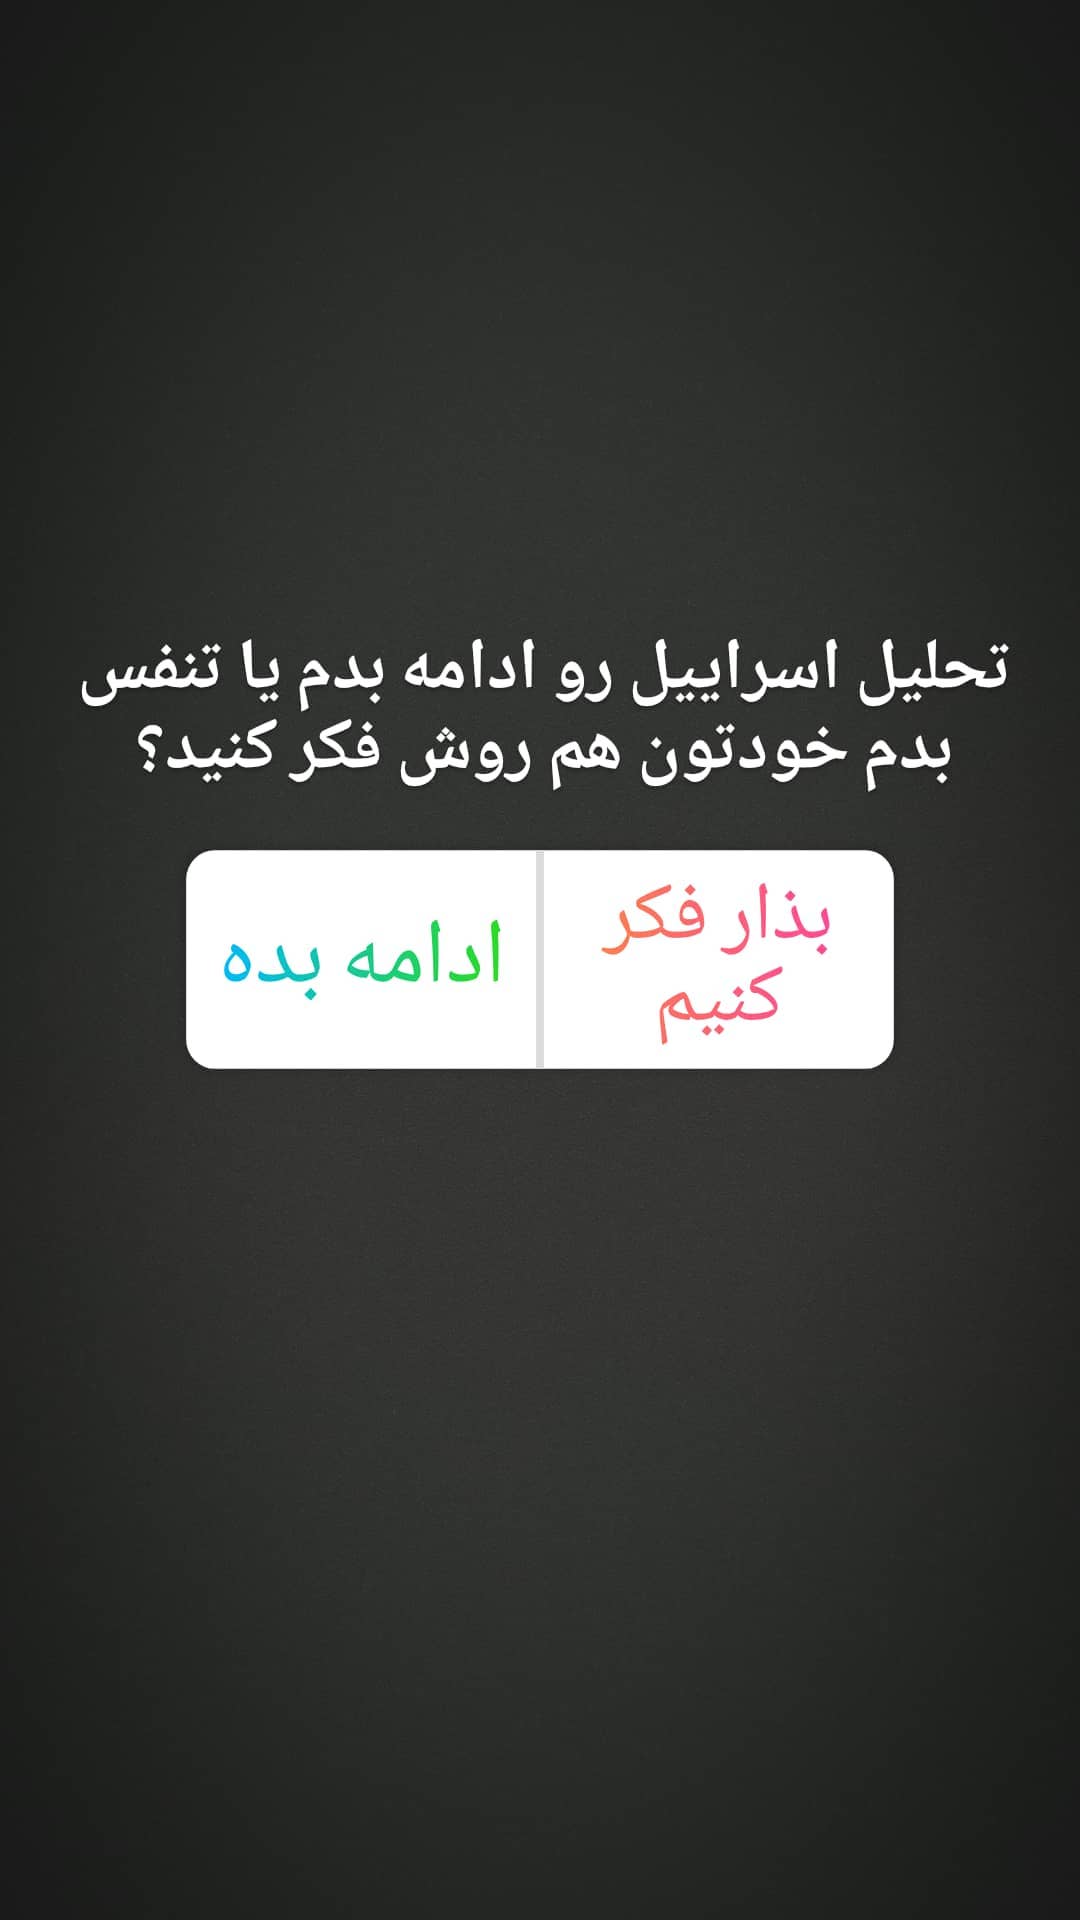 تحلیل اسراییل رو ادامه بدم یا تنفس
بدم خودتون هم روش فکر کنید؟
بذار فکر
کنیم
ادامه بده